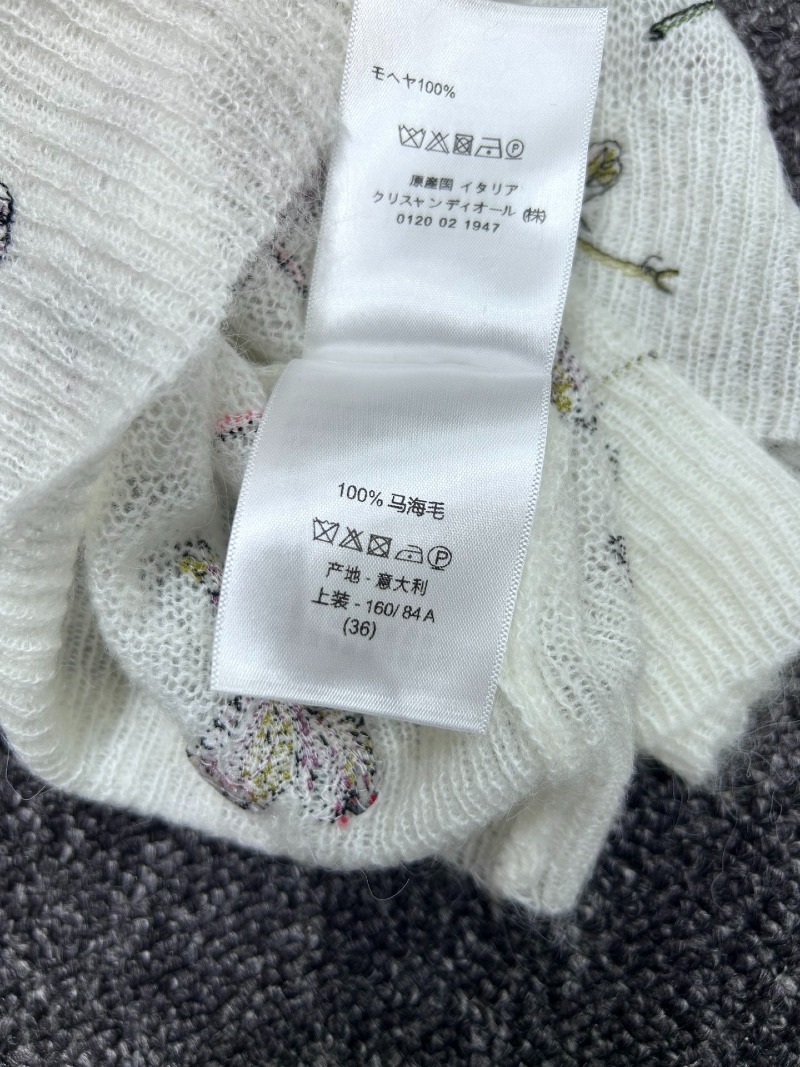 モヘヤ100%
P
原産国 イタリア
クリスャンディオール (株)
0120 02 1947
100% 马海毛
P
产地 - 意大利
上装 - 160/84A
(36)